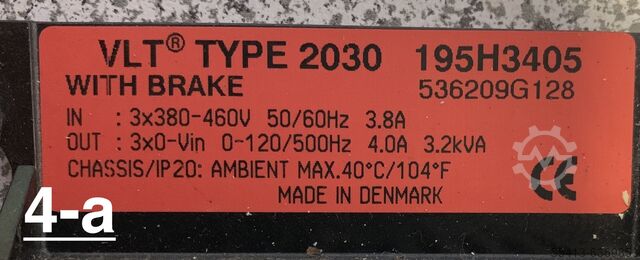 VLT® TYPE 2030 195H3405
WITH BRAKE 536209G128
IN : 3x380-460V 50/60Hz 3.8A
OUT : 3x0-Vin 0-120/500Hz 4.0A 3.2kVA
CHASSIS/IP20: AMBIENT MAX.40°C/104°F
MADE IN DENMARK
CE
4-a